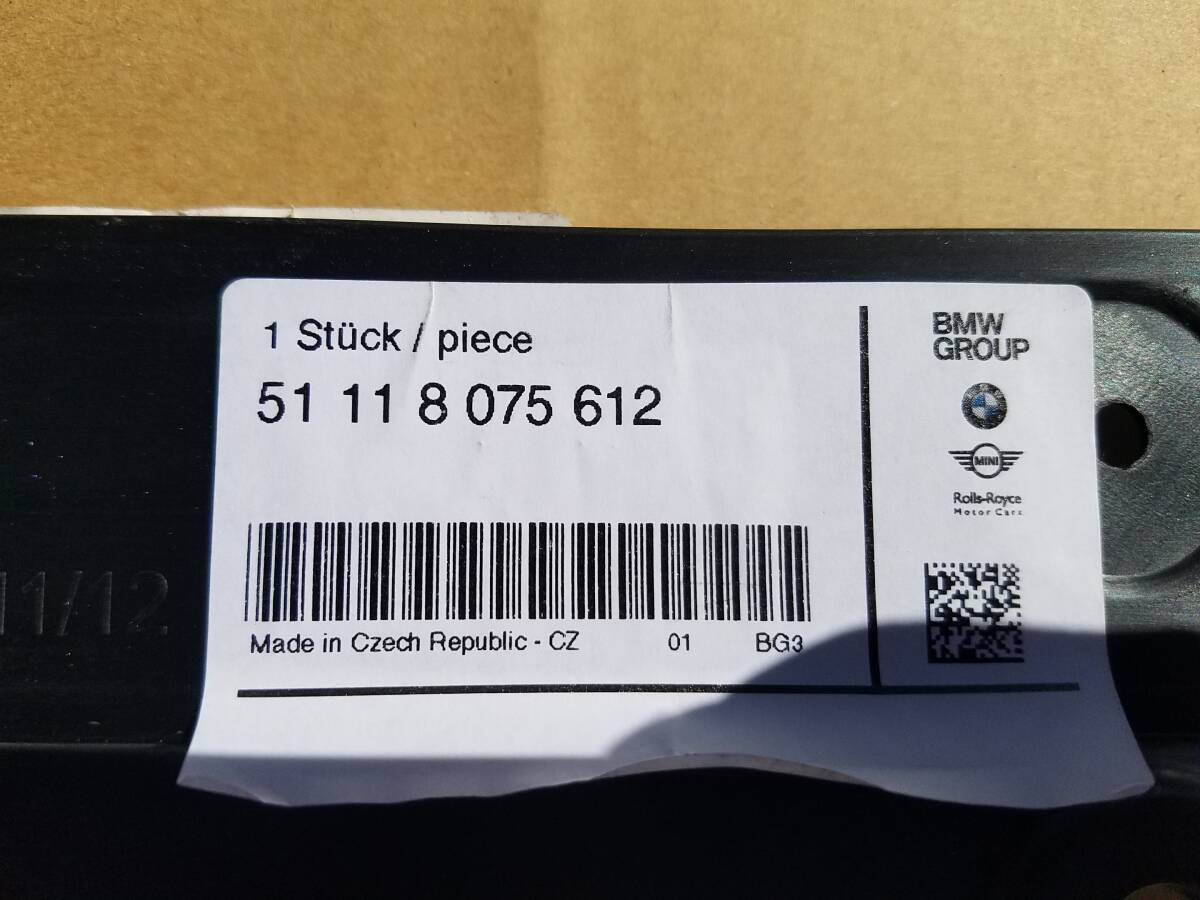 1 Stück / piece
51 11 8 075 612
Made in Czech Republic - CZ 01 BG3
BMW
GROUP
MINI
Rolls-Royce
Motor Cars
11/12